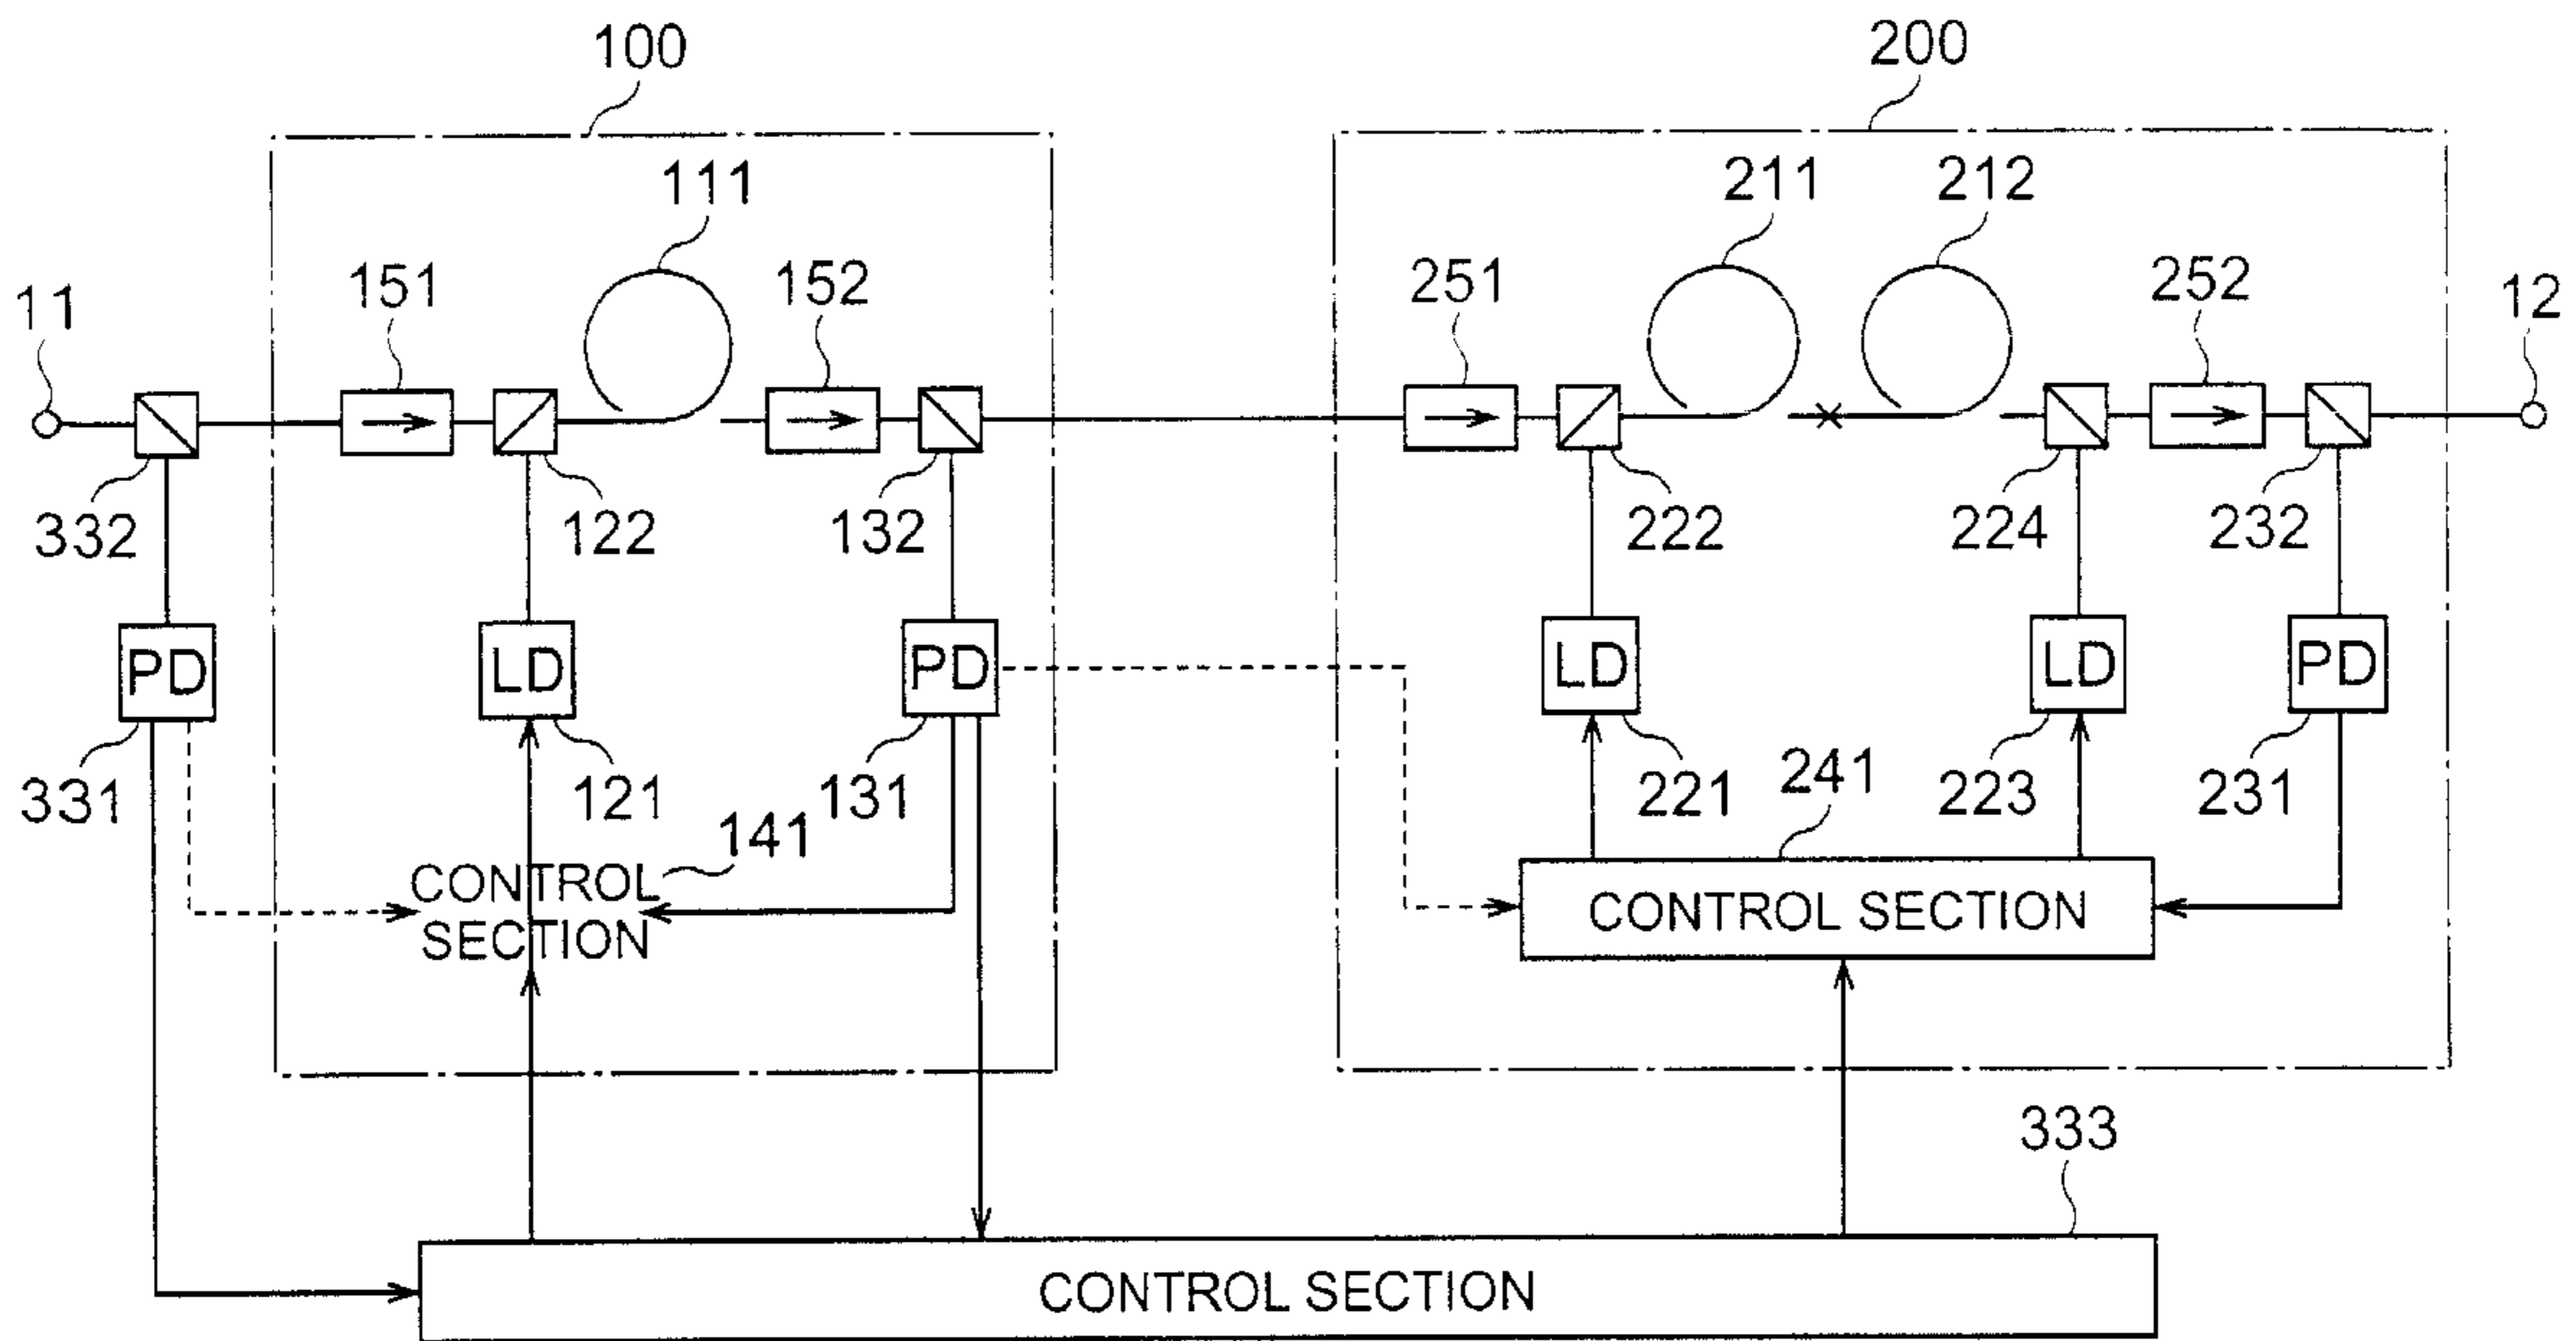 100
200
111
211
212
151
152
251
252
11
12
332
122
132
222
224
232
PD
LD
PD
LD
LD
PD
331
121
131
221
223
231
141
241
CONTROL
SECTION
CONTROL SECTION
333
CONTROL SECTION